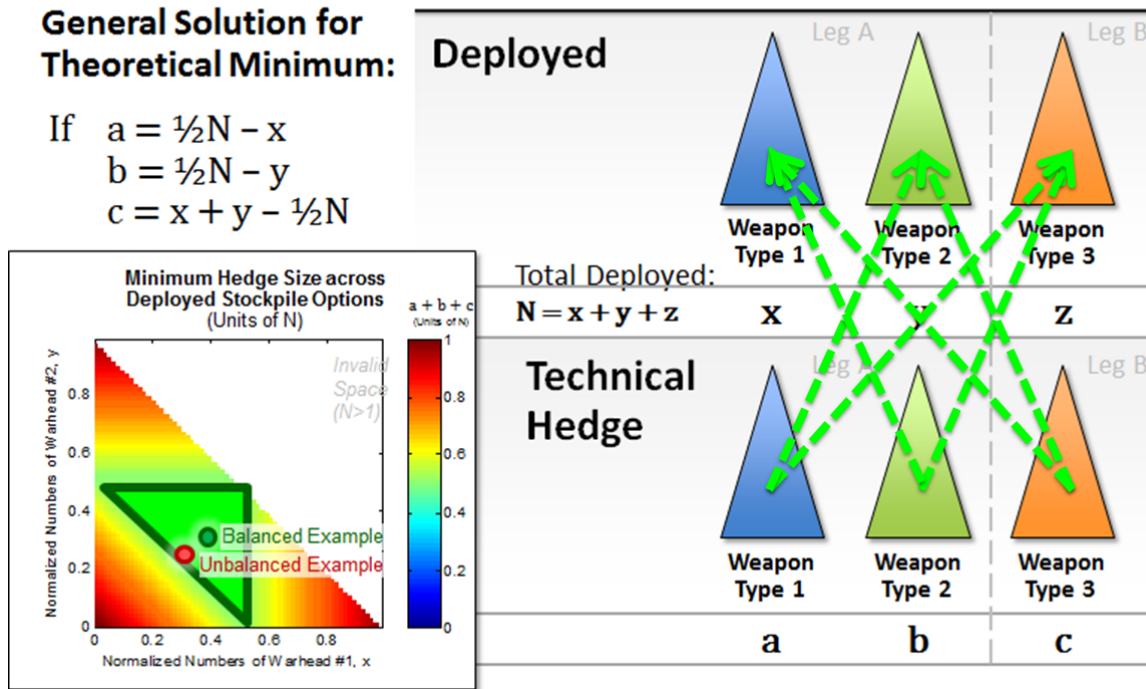 General Solution for
Theoretical Minimum:
If a = ½N – x
b = ½N – y
c = x + y – ½N
Deployed
Leg A
Leg B
Weapon
Type 1
Weapon
Type 2
Weapon
Type 3
Total Deployed:
N = x + y + z
x
y
z
Technical
Hedge
Leg A
Leg B
Weapon
Type 1
Weapon
Type 2
Weapon
Type 3
a
b
c
Minimum Hedge Size across
Deployed Stockpile Options
(Units of N)
a + b + c
(Units of N)
Invalid
Space
(N>1)
Normalized Numbers of Warhead #2, y
0.8
0.6
0.4
0.2
0
Balanced Example
Unbalanced Example
0 0.2 0.4 0.6 0.8
Normalized Numbers of Warhead #1, x
1
0.8
0.6
0.4
0.2
0